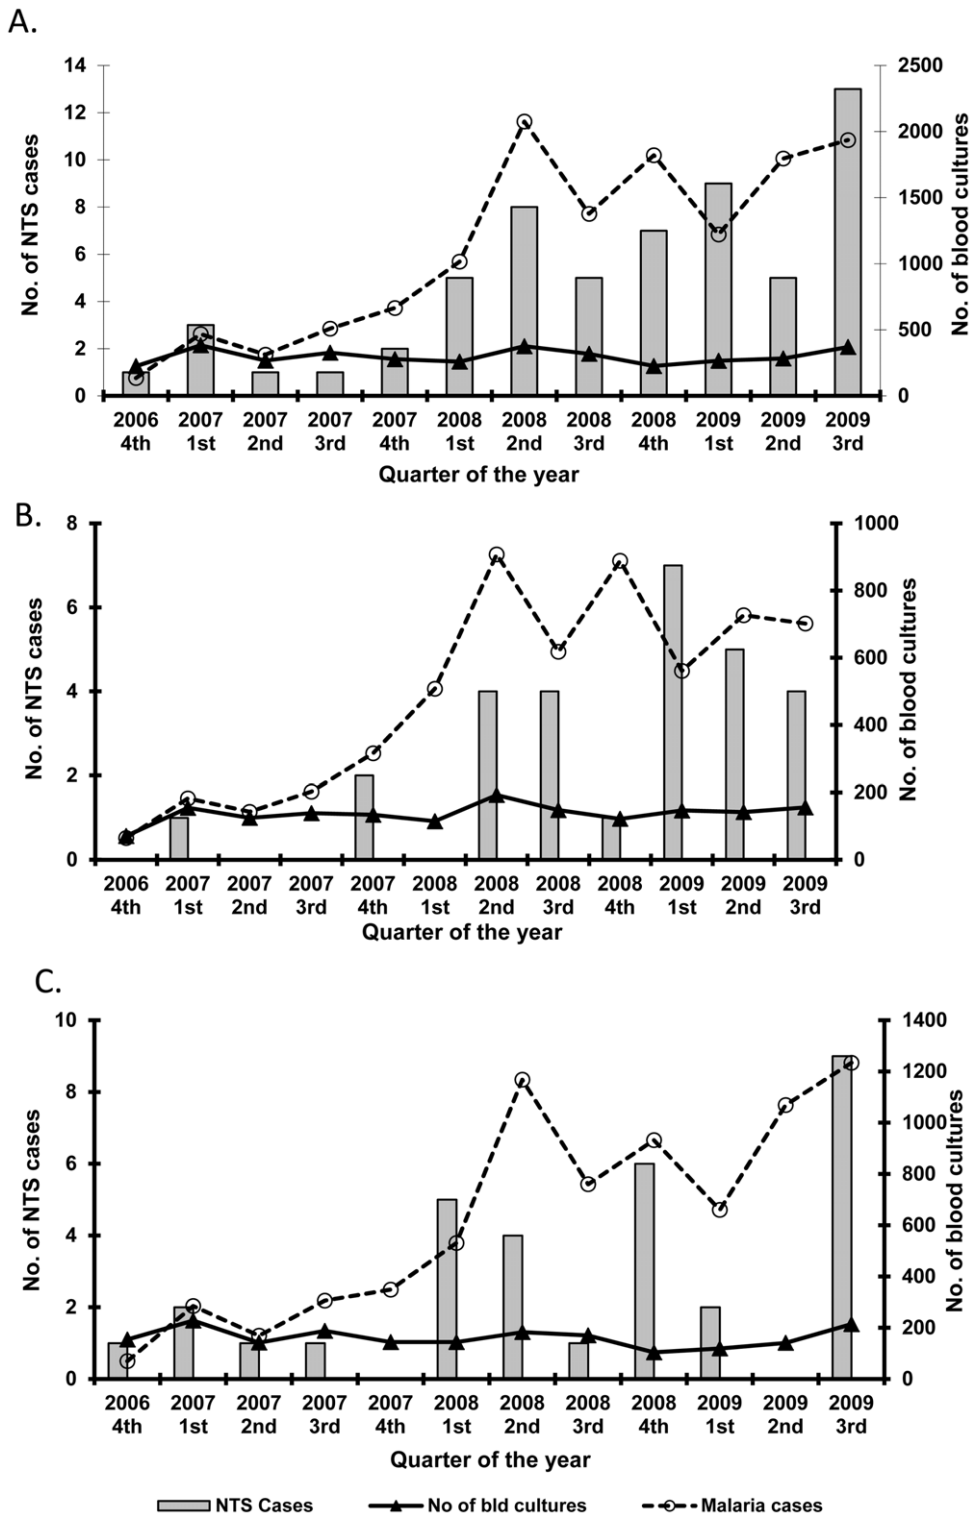 A.
14
12
10
8
6
4
2
0
No. of NTS cases
2500
2000
1500
1000
500
0
No. of blood cultures
2006 2007 2007 2007 2007 2008 2008 2008 2008 2009 2009 2009
4th 1st 2nd 3rd 4th 1st 2nd 3rd 4th 1st 2nd 3rd
Quarter of the year
B.
8
6
4
2
0
No. of NTS cases
1000
800
600
400
200
0
No. of blood cultures
2006 2007 2007 2007 2007 2008 2008 2008 2008 2009 2009 2009
4th 1st 2nd 3rd 4th 1st 2nd 3rd 4th 1st 2nd 3rd
Quarter of the year
C.
10
8
6
4
2
0
No. of NTS cases
1400
1200
1000
800
600
400
200
0
No. of blood cultures
2006 2007 2007 2007 2007 2008 2008 2008 2008 2009 2009 2009
4th 1st 2nd 3rd 4th 1st 2nd 3rd 4th 1st 2nd 3rd
Quarter of the year
NTS Cases No of bld cultures Malaria cases